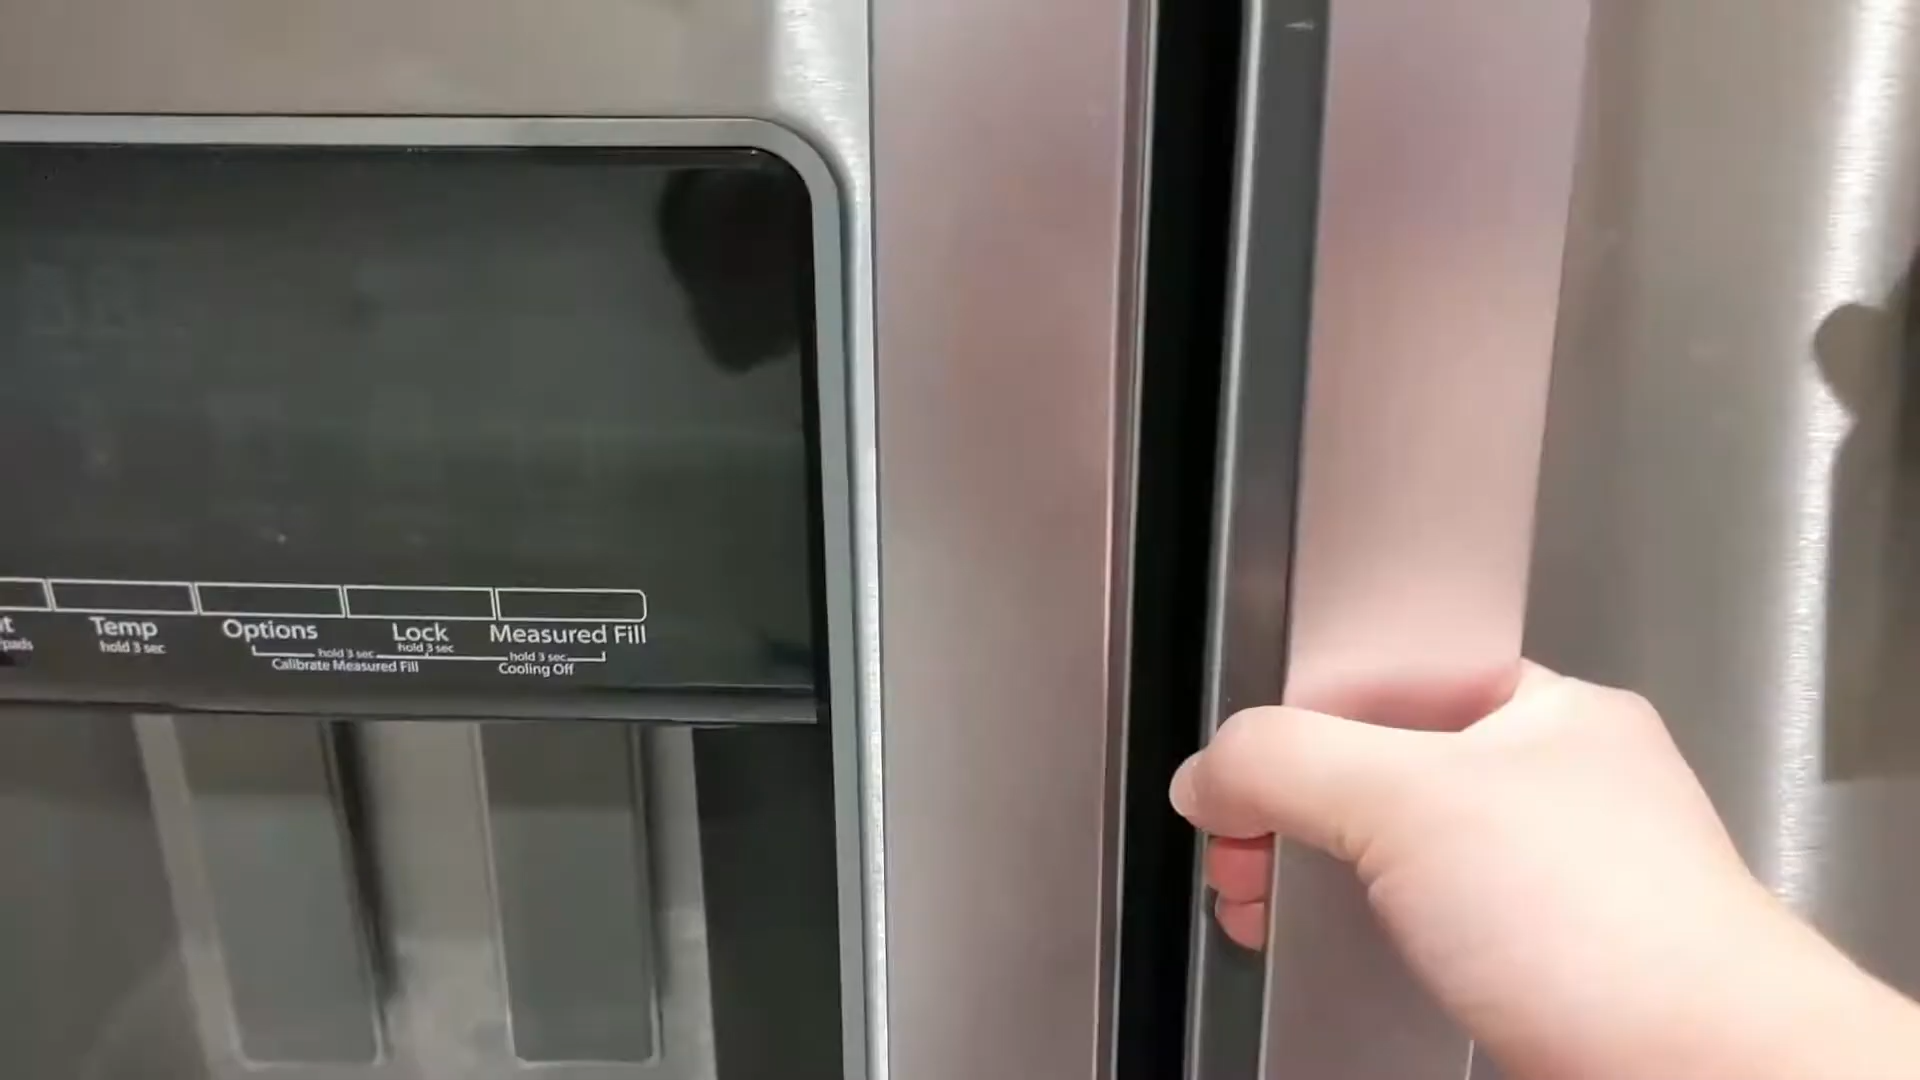 Temp Options Lock Measured Fill
hold 3 sec hold 3 sec hold 3 sec hold 3 sec
Calibrate Measured Fill Cooling Off